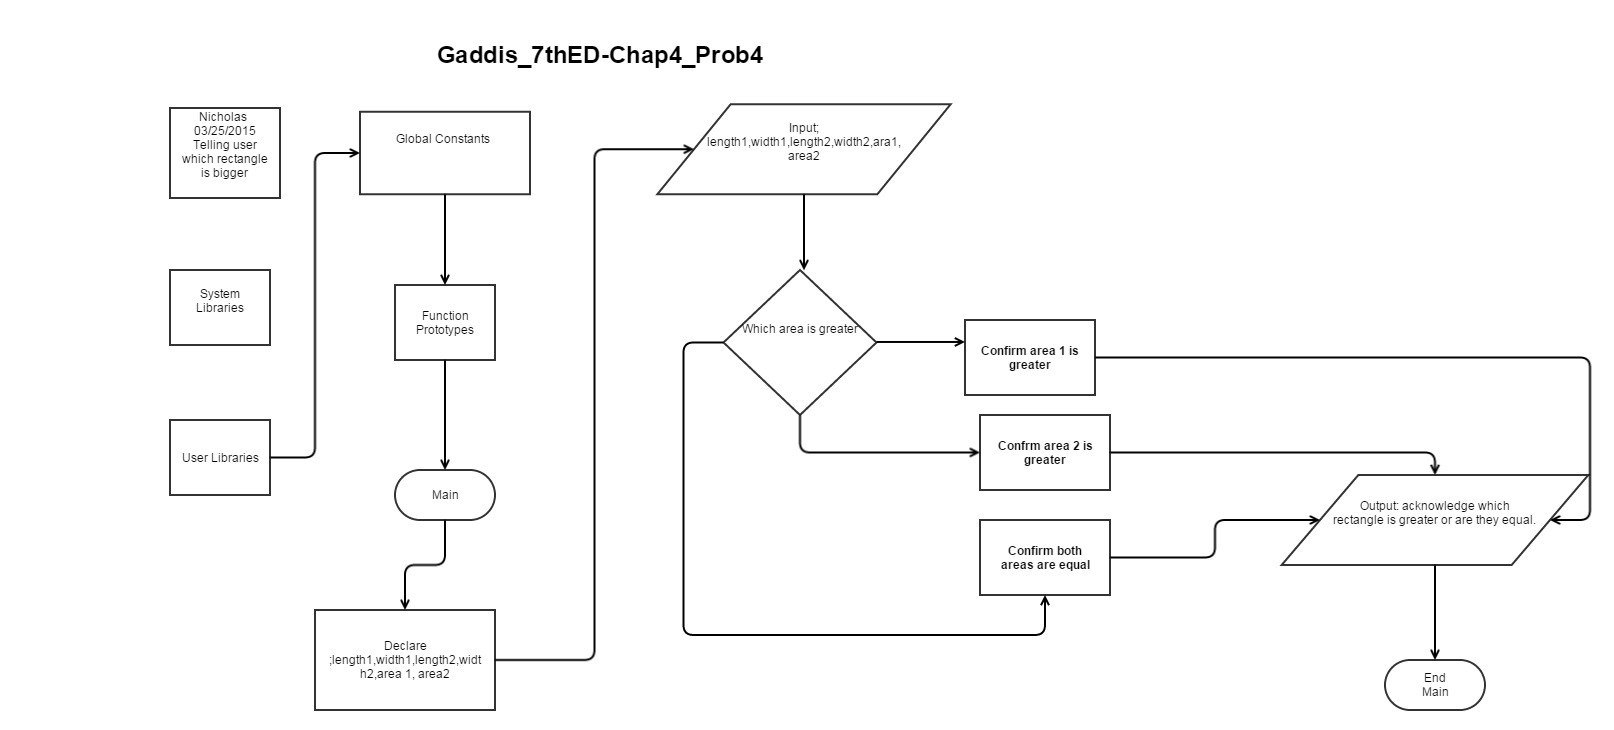 Gaddis_7thED-Chap4_Prob4
Nicholas
03/25/2015
Telling user
which rectangle
is bigger
System
Libraries
User Libraries
Global Constants
Function
Prototypes
Main
Declare
;length1,width1,length2,widt
h2,area 1, area2
Input;
length1,width1,length2,width2,ara1,
area2
Which area is greater
Confirm area 1 is
greater
Confrm area 2 is
greater
Confirm both
areas are equal
Output: acknowledge which
rectangle is greater or are they equal.
End
Main